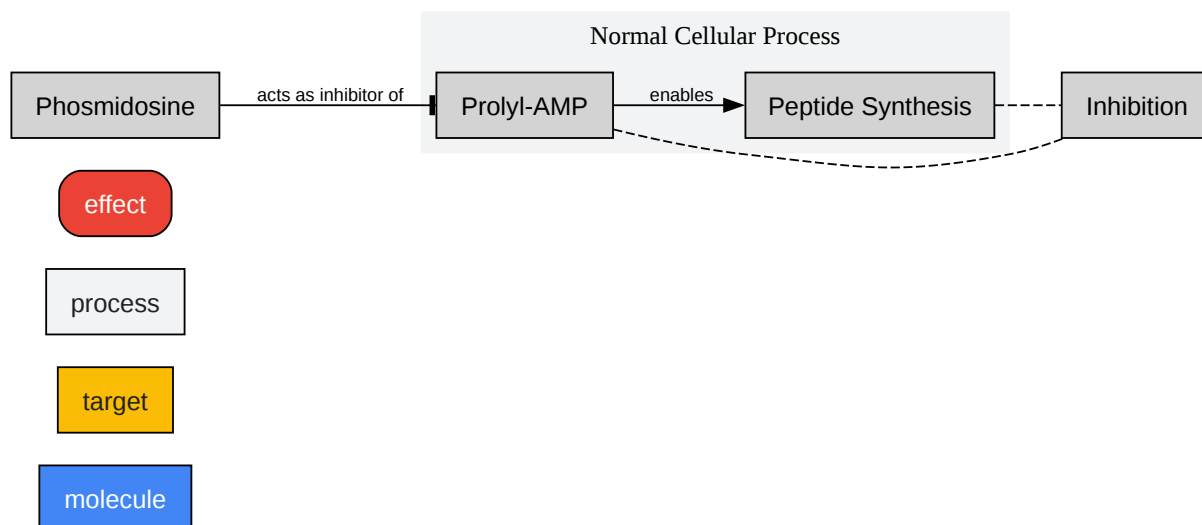 Normal Cellular Process
Phosmidosine
acts as inhibitor of
Prolyl-AMP
enables
Peptide Synthesis
Inhibition
effect
process
target
molecule